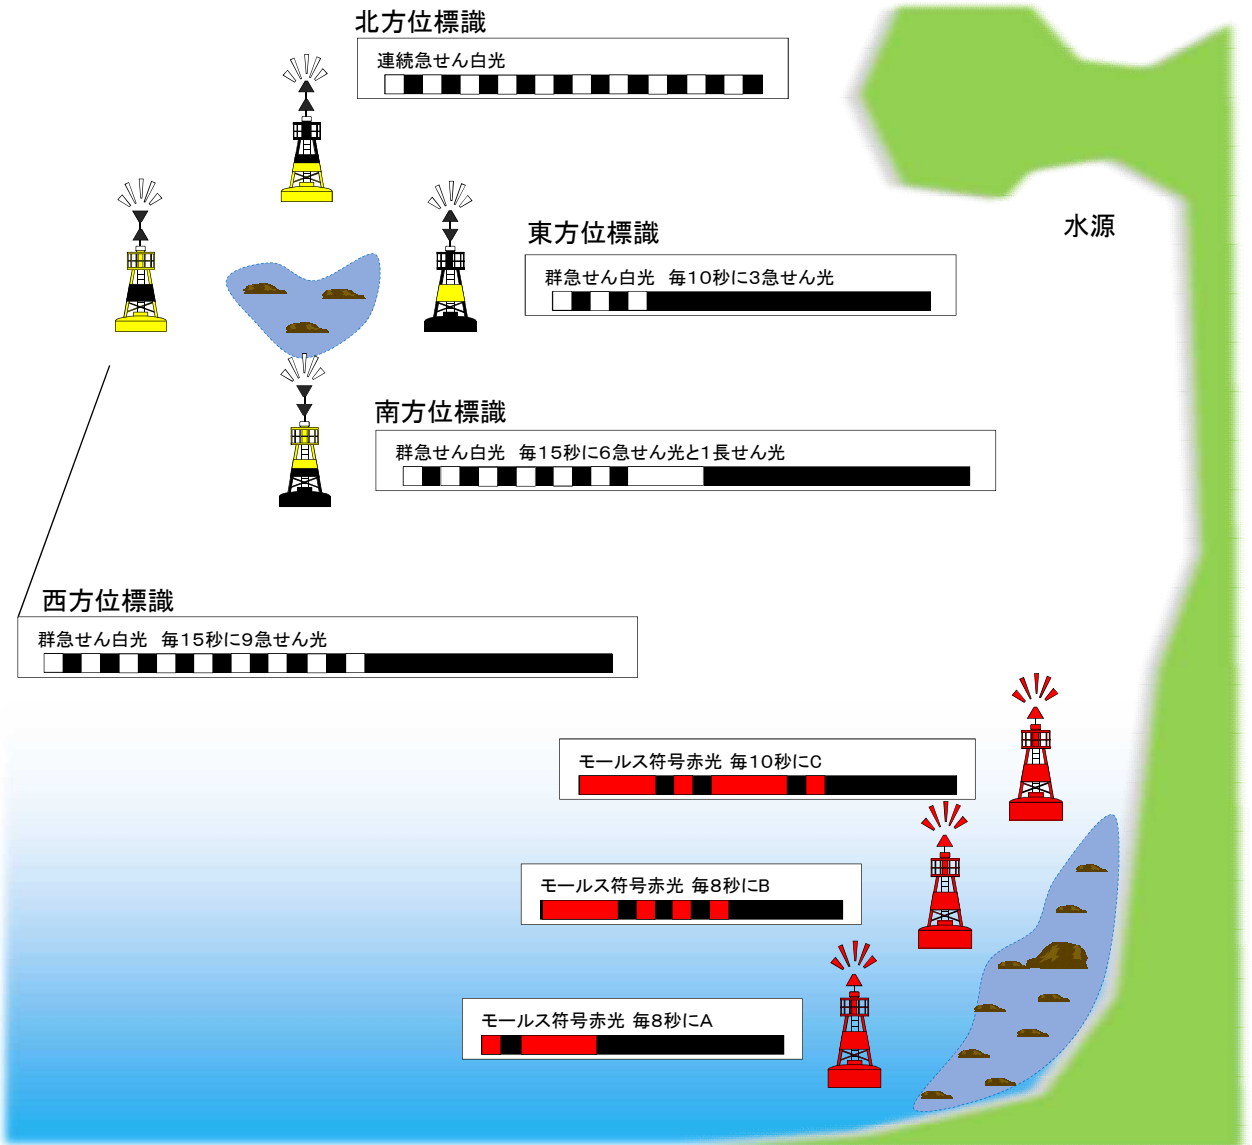 北方位標識
連続急せん白光
東方位標識
群急せん白光　毎１０秒に３急せん光
水源
南方位標識
群急せん白光　毎１５秒に６急せん光と１長せん光
西方位標識
群急せん白光　毎１５秒に９急せん光
モールス符号赤光 毎１０秒にＣ
モールス符号赤光 毎８秒にＢ
モールス符号赤光 毎８秒にＡ